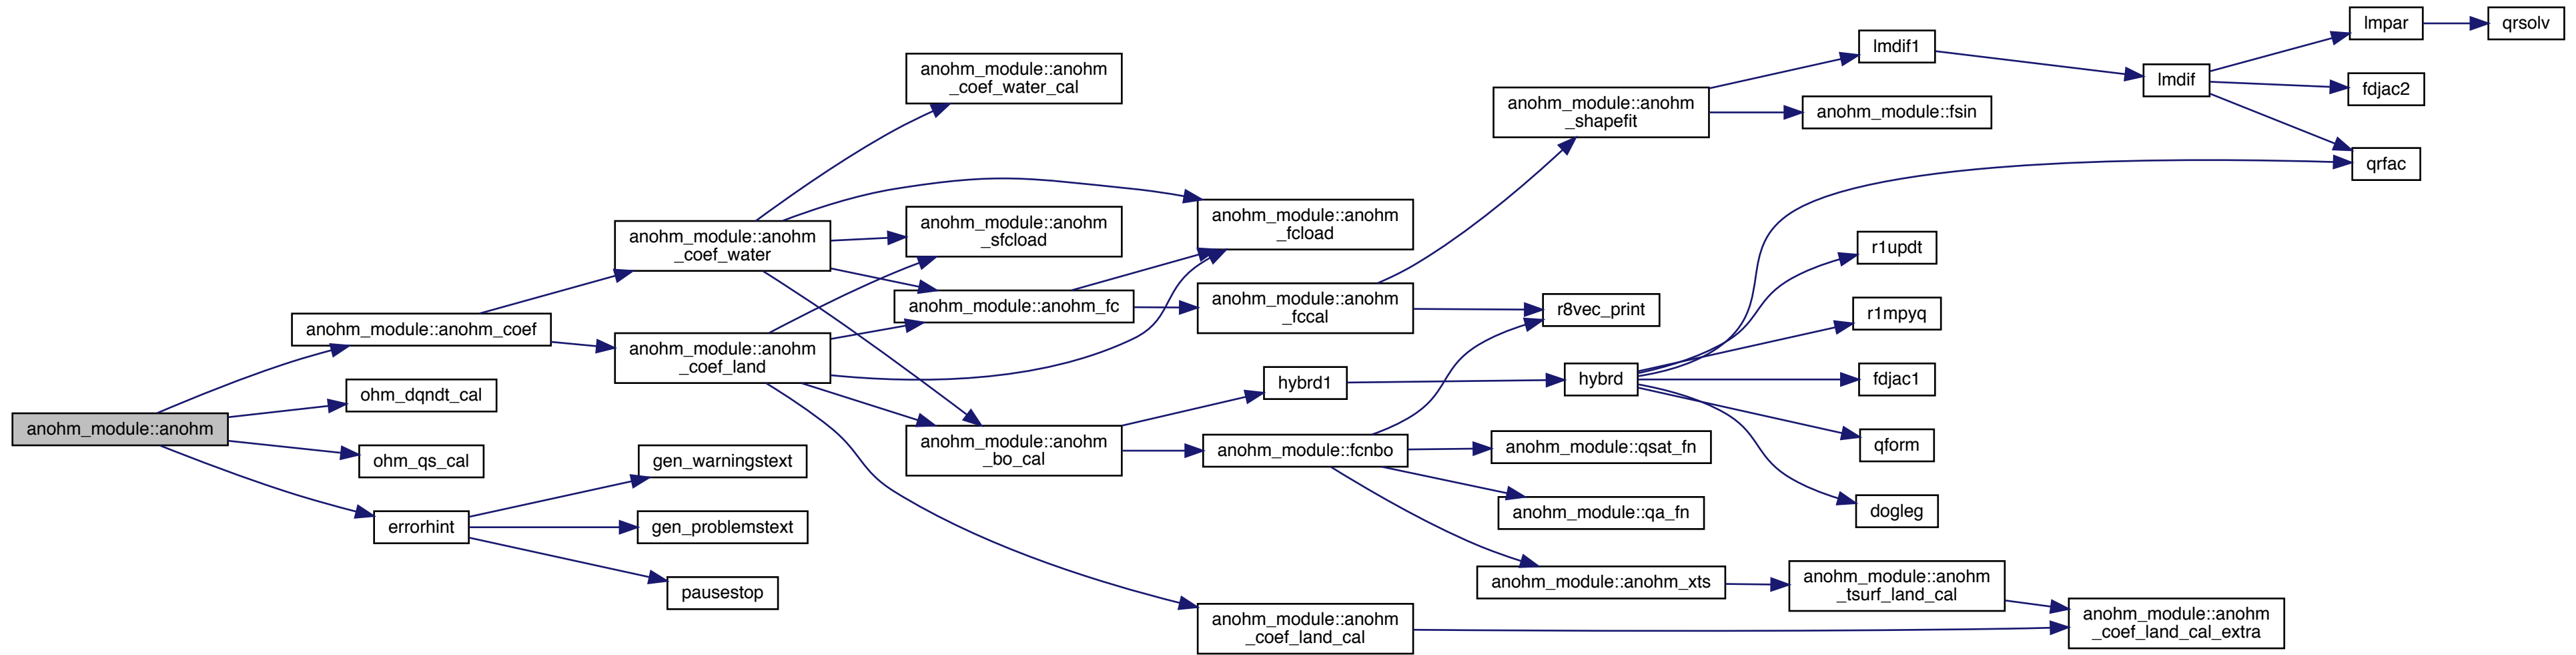 anohm_module::anohm
anohm_module::anohm_coef
ohm_dqndt_cal
ohm_qs_cal
errorhint
anohm_module::anohm
_coef_water
anohm_module::anohm
_coef_land
gen_warningstext
gen_problemstext
pausestop
anohm_module::anohm
_coef_water_cal
anohm_module::anohm
_sfcload
anohm_module::anohm_fc
anohm_module::anohm
_bo_cal
anohm_module::anohm
_fcload
anohm_module::anohm
_fccal
hybrd1
anohm_module::fcnbo
anohm_module::anohm
_coef_land_cal
anohm_module::anohm
_shapefit
r8vec_print
hybrd
anohm_module::qsat_fn
anohm_module::qa_fn
anohm_module::anohm_xts
lmdif1
anohm_module::fsin
r1updt
r1mpyq
fdjac1
qform
dogleg
anohm_module::anohm
_tsurf_land_cal
lmdif
anohm_module::anohm
_coef_land_cal_extra
lmpar
fdjac2
qrfac
qrsolv